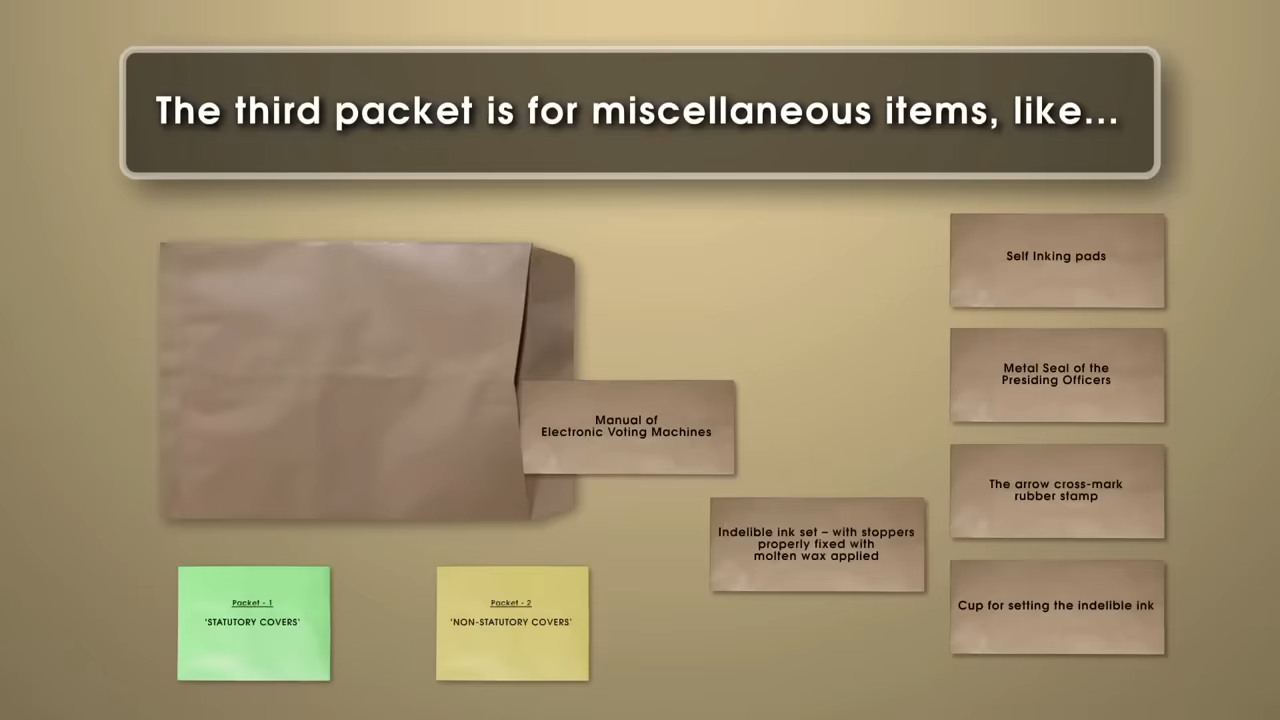 The third packet is for miscellaneous items, like...
Self Inking pads
Metal Seal of the
Presiding Officers
Manual of
Electronic Voting Machines
The arrow cross-mark
rubber stamp
Indelible ink set – with stoppers
properly fixed with
molten wax applied
Cup for setting the indelible ink
Packet - 1
'STATUTORY COVERS'
Packet - 2
'NON-STATUTORY COVERS'